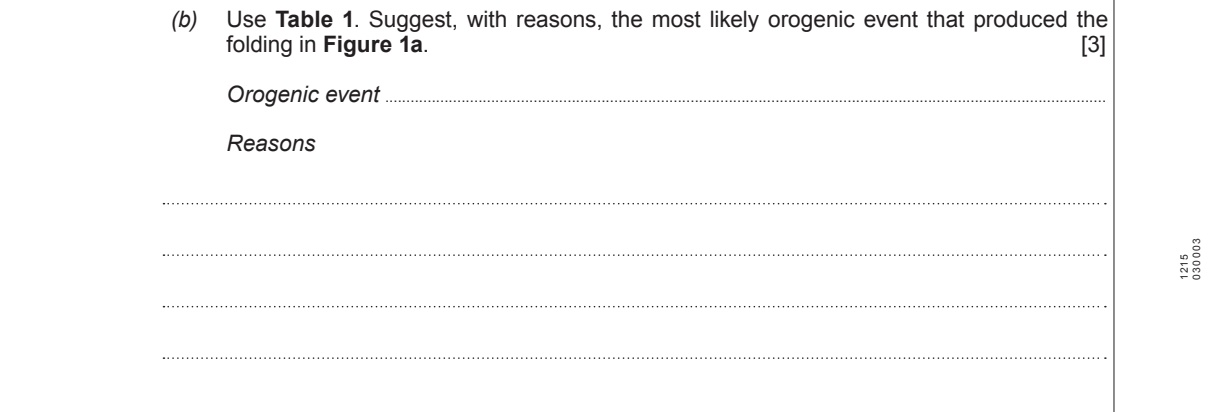 (b) Use Table 1. Suggest, with reasons, the most likely orogenic event that produced the
folding in Figure 1a. [3]
Orogenic event
Reasons
1215
030003